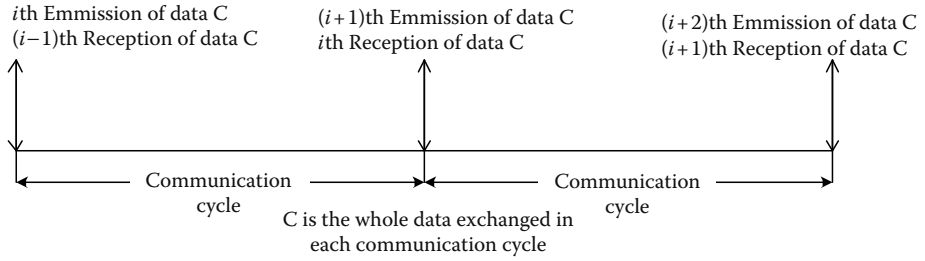 ith Emmission of data C
(i−1)th Reception of data C
(i+1)th Emmission of data C
ith Reception of data C
(i+2)th Emmission of data C
(i+1)th Reception of data C
Communication
cycle
Communication
cycle
C is the whole data exchanged in
each communication cycle